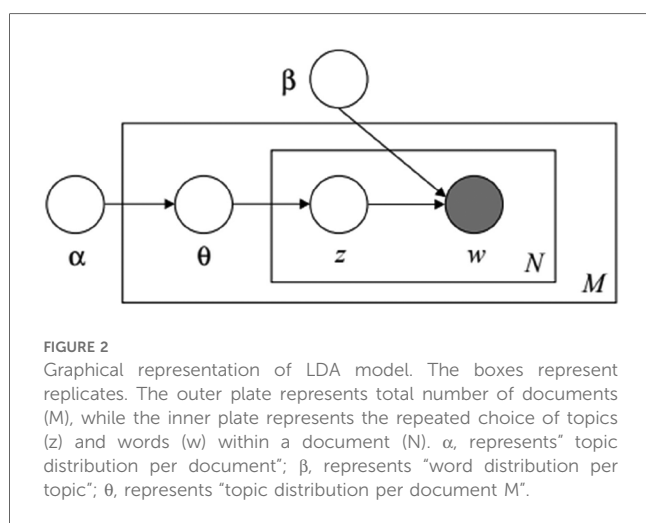 β
α
θ
z
w
N
M
FIGURE 2
Graphical representation of LDA model. The boxes represent
replicates. The outer plate represents total number of documents
(M), while the inner plate represents the repeated choice of topics
(z) and words (w) within a document (N). α, represents” topic
distribution per document”; β, represents “word distribution per
topic”; θ, represents “topic distribution per document M”.